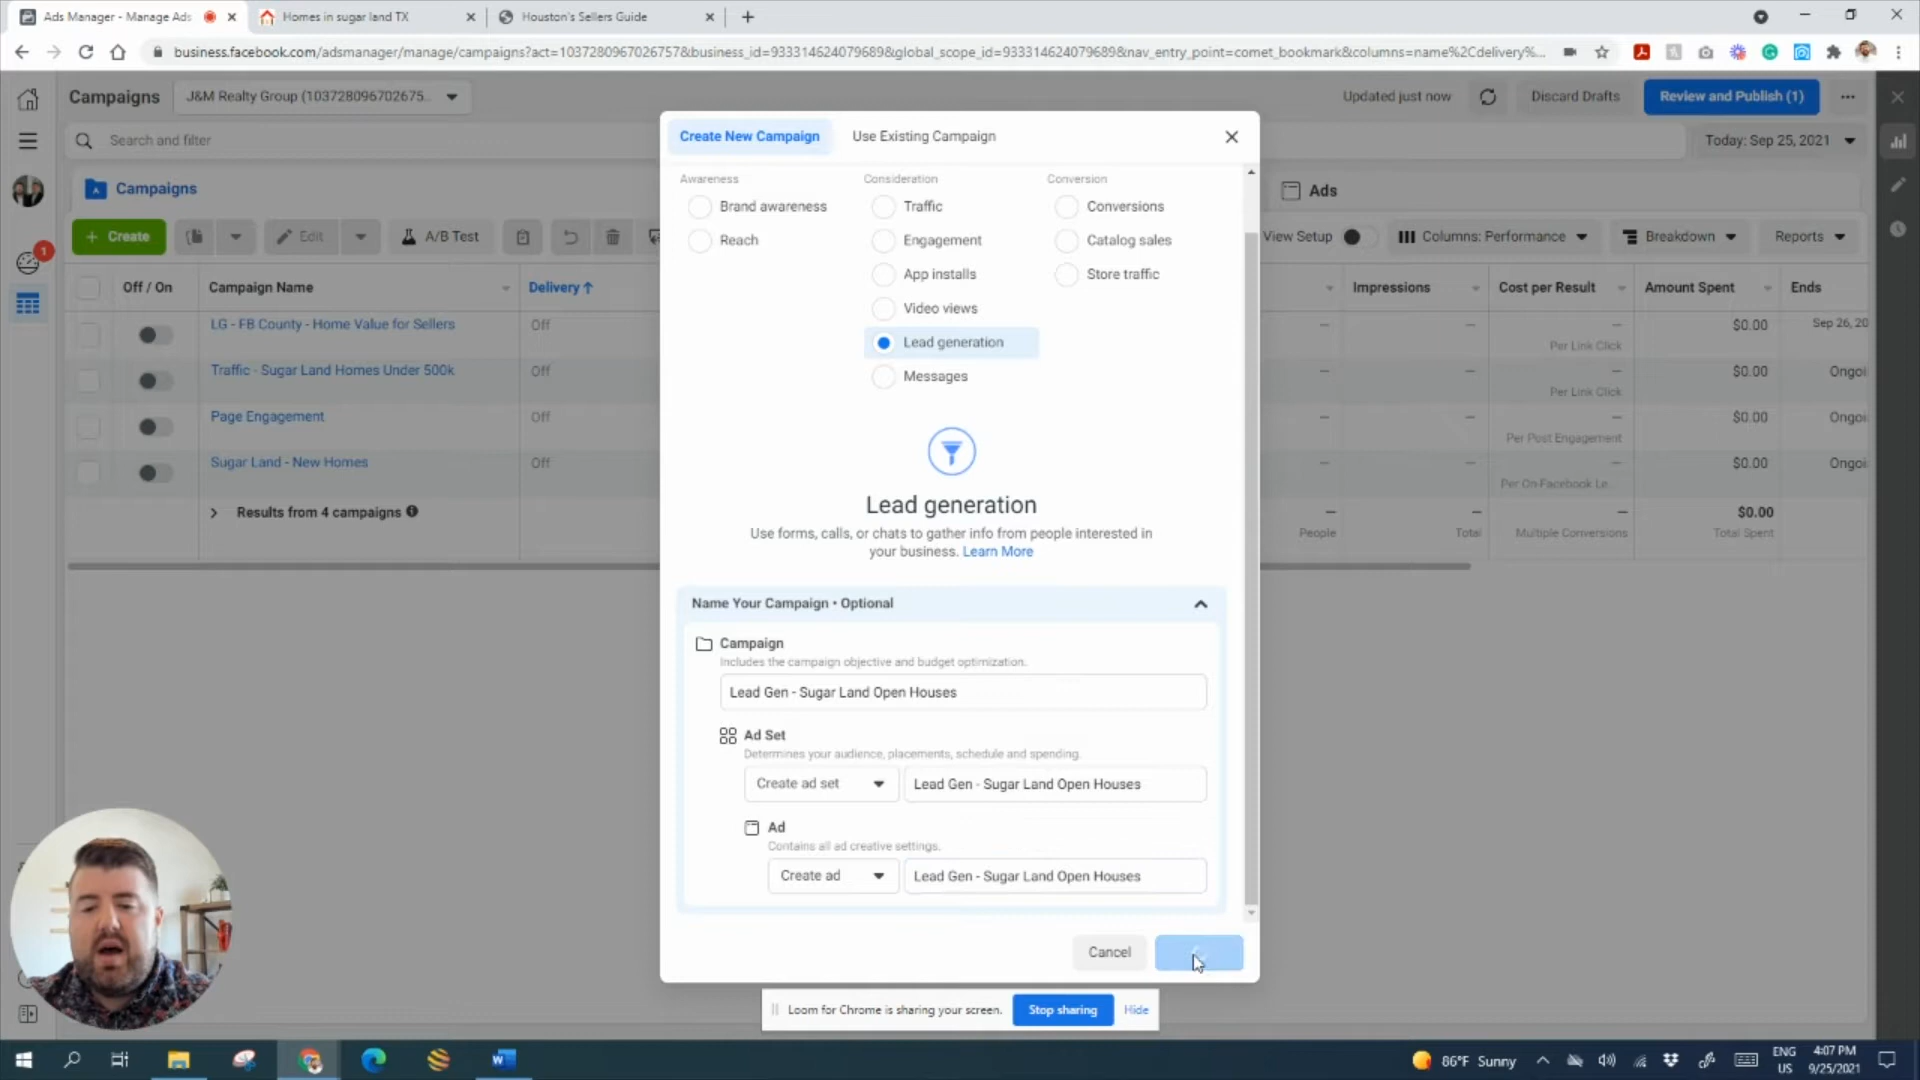 Ads Manager - Manage Ads
Homes in sugar land TX
Houston's Sellers Guide
business.facebook.com/adsmanager/manage/campaigns?act=103728096702675​7&business_id=933314624079689&global_scope_id=933314624079689&nav_entry_point=comet_bookmark&columns=name%2Cdelivery%...
Campaigns
J&M Realty Group (103728096702675...
Updated just now
Discard Drafts
Review and Publish (1)
Search and filter
Today: Sep 25, 2021
Campaigns
Ads
+ Create
Edit
A/B Test
View Setup
Columns: Performance
Breakdown
Reports
1
Off / On
Campaign Name
Delivery ↑
Impressions
Cost per Result
Amount Spent
Ends
LG - FB County - Home Value for Sellers
Off
—
—
—
$0.00
Sep 26, 20
Per Link Click
Traffic - Sugar Land Homes Under 500k
Off
—
—
—
$0.00
Ongoi
Per Link Click
Page Engagement
Off
—
—
—
$0.00
Ongoi
Per Post Engagement
Sugar Land - New Homes
Off
—
—
—
$0.00
Ongoi
Per On-Facebook Le...
Results from 4 campaigns
—
—
—
$0.00
People
Total
Multiple Conversions
Total Spent
Create New Campaign
Use Existing Campaign
Awareness
Consideration
Conversion
Brand awareness
Traffic
Conversions
Reach
Engagement
Catalog sales
App installs
Store traffic
Video views
Lead generation
Messages
Lead generation
Use forms, calls, or chats to gather info from people interested in
your business. Learn More
Name Your Campaign • Optional
Campaign
Includes the campaign objective and budget optimization.
Lead Gen - Sugar Land Open Houses
Ad Set
Determines your audience, placements, schedule and spending.
Create ad set
Lead Gen - Sugar Land Open Houses
Ad
Contains all ad creative settings.
Create ad
Lead Gen - Sugar Land Open Houses
Cancel
Loom for Chrome is sharing your screen.
Stop sharing
Hide
86°F Sunny
ENG
US
4:07 PM
9/25/2021